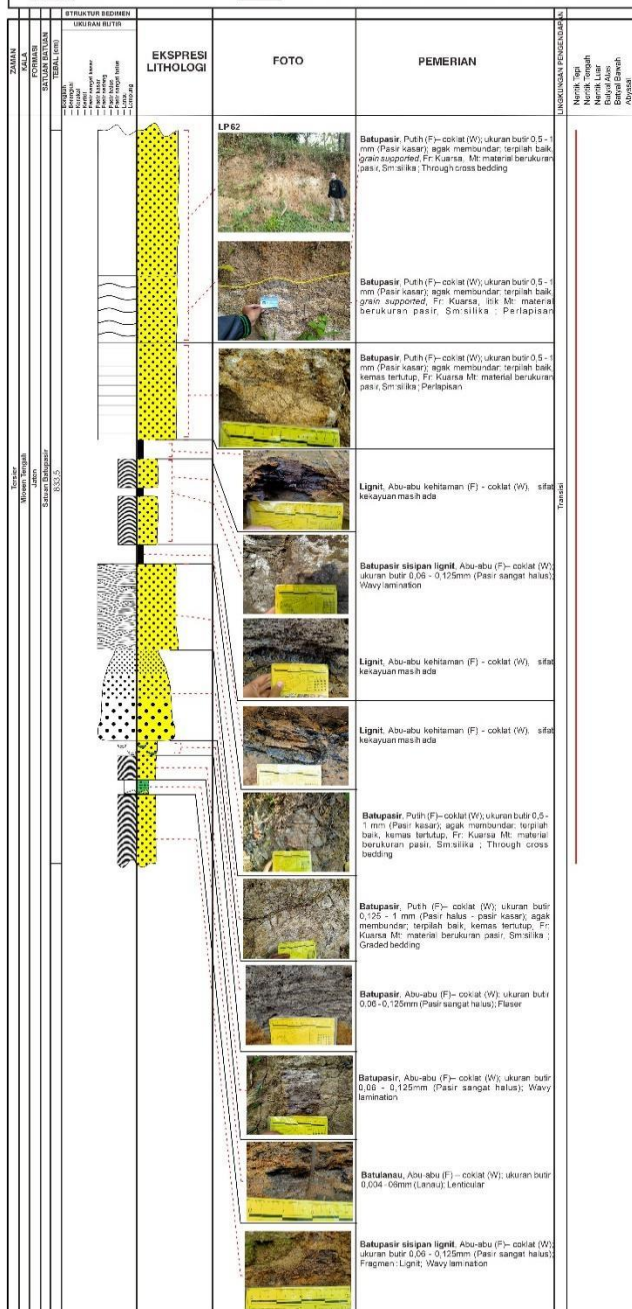 STRUKTUR SEDIMEN
UKURAN BUTIR
ZAMAN
KALA
FORMASI
SATUAN BATUAN
TEBAL (cm)
EKSPRESI
LITHOLOGI
FOTO
PEMERIAN
LINGKUNGAN PENGENDAPAN
Neritik Tepi
Neritik Tengah
Neritik Luar
Batyal Atas
Batyal Bawah
Abyssal
Tersier
Miosen Tengah
Jaten
Satuan Batupasir
833,5
Transisi
LP 62
Batupasir, Putih (F)– coklat (W); ukuran butir 0,5 - 1
mm (Pasir kasar); agak membundar; terpilah baik,
grain supported, Fr: Kuarsa, Mt: material berukuran
pasir, Sm:silika ; Through cross bedding
Batupasir, Putih (F)– coklat (W); ukuran butir 0,5 - 1
mm (Pasir kasar); agak membundar; terpilah baik,
grain supported, Fr: Kuarsa, litik Mt: material
berukuran pasir, Sm:silika ; Perlapisan
Batupasir, Putih (F)– coklat (W); ukuran butir 0,5 - 1
mm (Pasir kasar); agak membundar; terpilah baik,
kemas tertutup, Fr: Kuarsa Mt: material berukuran
pasir, Sm:silika ; Perlapisan
Lignit, Abu-abu kehitaman (F) - coklat (W), sifat
kekayuan masih ada
Batupasir sisipan lignit, Abu-abu (F)– coklat (W);
ukuran butir 0,06 - 0,125mm (Pasir sangat halus);
Wavy lamination
Lignit, Abu-abu kehitaman (F) - coklat (W), sifat
kekayuan masih ada
Lignit, Abu-abu kehitaman (F) - coklat (W), sifat
kekayuan masih ada
Batupasir, Putih (F)– coklat (W); ukuran butir 0,5 -
1 mm (Pasir kasar); agak membundar; terpilah
baik, kemas tertutup, Fr: Kuarsa Mt: material
berukuran pasir, Sm:silika ; Through cross
bedding
Batupasir, Putih (F)– coklat (W); ukuran butir
0,125 - 1 mm (Pasir halus - pasir kasar); agak
membundar; terpilah baik, kemas tertutup, Fr:
Kuarsa Mt: material berukuran pasir, Sm:silika ;
Graded bedding
Batupasir, Abu-abu (F)– coklat (W); ukuran butir
0,06 - 0,125mm (Pasir sangat halus); Flaser
Batupasir, Abu-abu (F)– coklat (W); ukuran butir
0,06 - 0,125mm (Pasir sangat halus); Wavy
lamination
Batulanau, Abu-abu (F) – coklat (W); ukuran butir
0,004 - 06mm (Lanau); Lenticular
Batupasir sisipan lignit, Abu-abu (F)– coklat (W);
ukuran butir 0,06 - 0,125mm (Pasir sangat halus);
Fragmen : Lignit; Wavy lamination